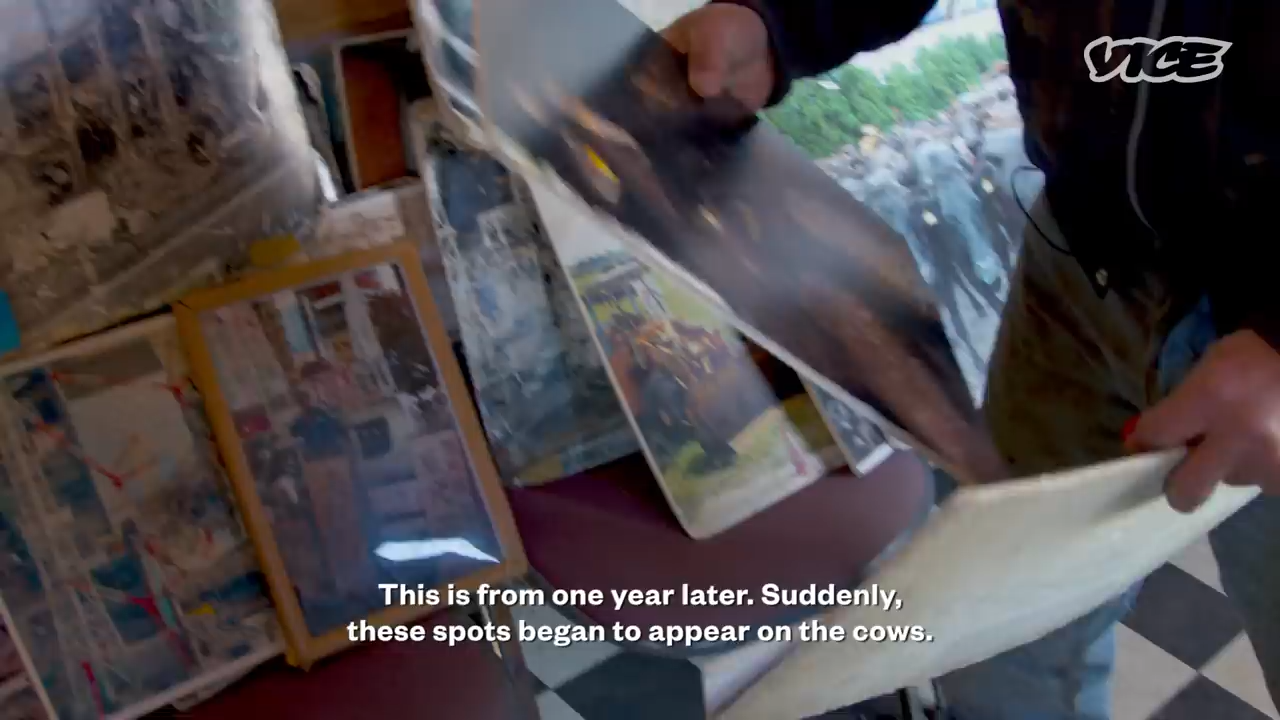 VICE
This is from one year later. Suddenly,
these spots began to appear on the cows.